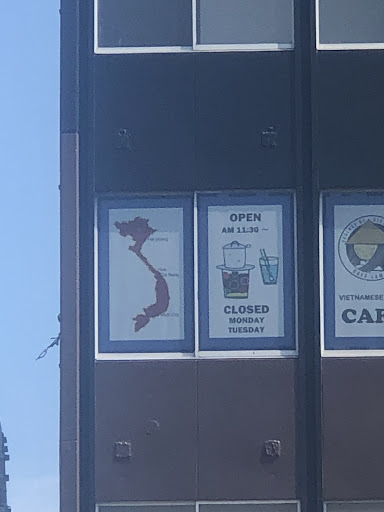 OPEN
AM 11:30 ~
CLOSED
MONDAY
TUESDAY
VIETNAMESE
CAF